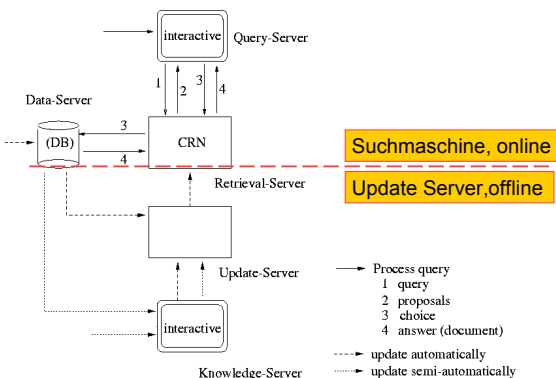 interactive
Query-Server
1
2
3
4
Data-Server
(DB)
3
4
CRN
Suchmaschine, online
Retrieval-Server
Update Server,offline
Update-Server
interactive
Knowledge-Server
Process query
1 query
2 proposals
3 choice
4 answer (document)
update automatically
update semi-automatically